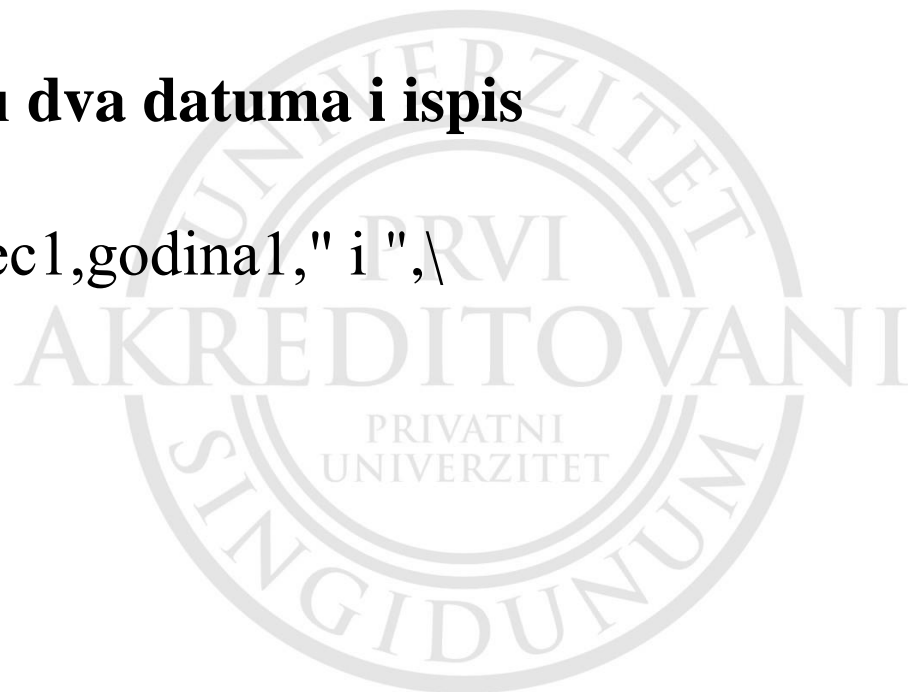 dva datuma i ispis
ec1,godina1," i ",\
UNIVERZITET
PRVI
AKREDITOVANI
PRIVATNI
UNIVERZITET
SINGIDUNUM